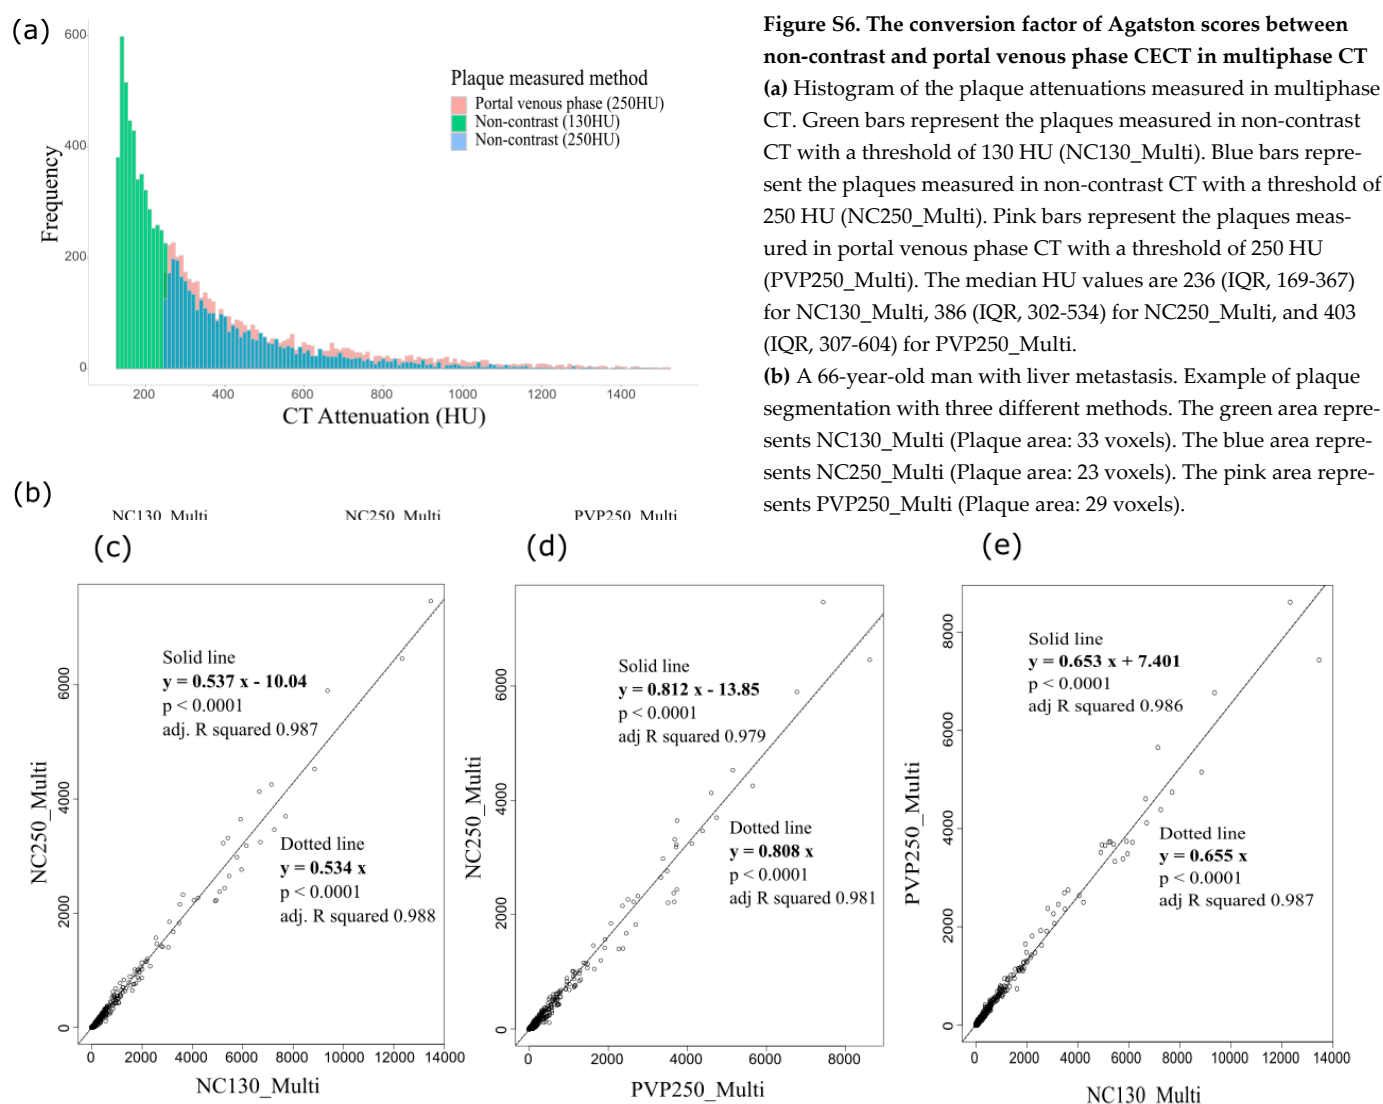 (a)
600
400
200
0
Frequency
200
400
600
800
1000
1200
1400
CT Attenuation (HU)
Plaque measured method
Portal venous phase (250HU)
Non-contrast (130HU)
Non-contrast (250HU)
Figure S6. The conversion factor of Agatston scores between
non-contrast and portal venous phase CECT in multiphase CT
(a) Histogram of the plaque attenuations measured in multiphase
CT. Green bars represent the plaques measured in non-contrast
CT with a threshold of 130 HU (NC130_Multi). Blue bars repre-
sent the plaques measured in non-contrast CT with a threshold of
250 HU (NC250_Multi). Pink bars represent the plaques meas-
ured in portal venous phase CT with a threshold of 250 HU
(PVP250_Multi). The median HU values are 236 (IQR, 169-367)
for NC130_Multi, 386 (IQR, 302-534) for NC250_Multi, and 403
(IQR, 307-604) for PVP250_Multi.
(b) A 66-year-old man with liver metastasis. Example of plaque
segmentation with three different methods. The green area repre-
sents NC130_Multi (Plaque area: 33 voxels). The blue area repre-
sents NC250_Multi (Plaque area: 23 voxels). The pink area repre-
sents PVP250_Multi (Plaque area: 29 voxels).
(b)
NC130_Multi
NC250_Multi
PVP250_Multi
(c)
Solid line
y = 0.537 x - 10.04
p < 0.0001
adj. R squared 0.987
Dotted line
y = 0.534 x
p < 0.0001
adj. R squared 0.988
NC250_Multi
0
2000
4000
6000
0
2000
4000
6000
8000
10000
12000
14000
NC130_Multi
(d)
Solid line
y = 0.812 x - 13.85
p < 0.0001
adj R squared 0.979
Dotted line
y = 0.808 x
p < 0.0001
adj. R squared 0.981
NC250_Multi
0
2000
4000
6000
0
2000
4000
6000
8000
PVP250_Multi
(e)
Solid line
y = 0.653 x + 7.401
p < 0.0001
adj R squared 0.986
Dotted line
y = 0.655 x
p < 0.0001
adj R squared 0.987
PVP250_Multi
0
2000
4000
6000
8000
0
2000
4000
6000
8000
10000
12000
14000
NC130_Multi